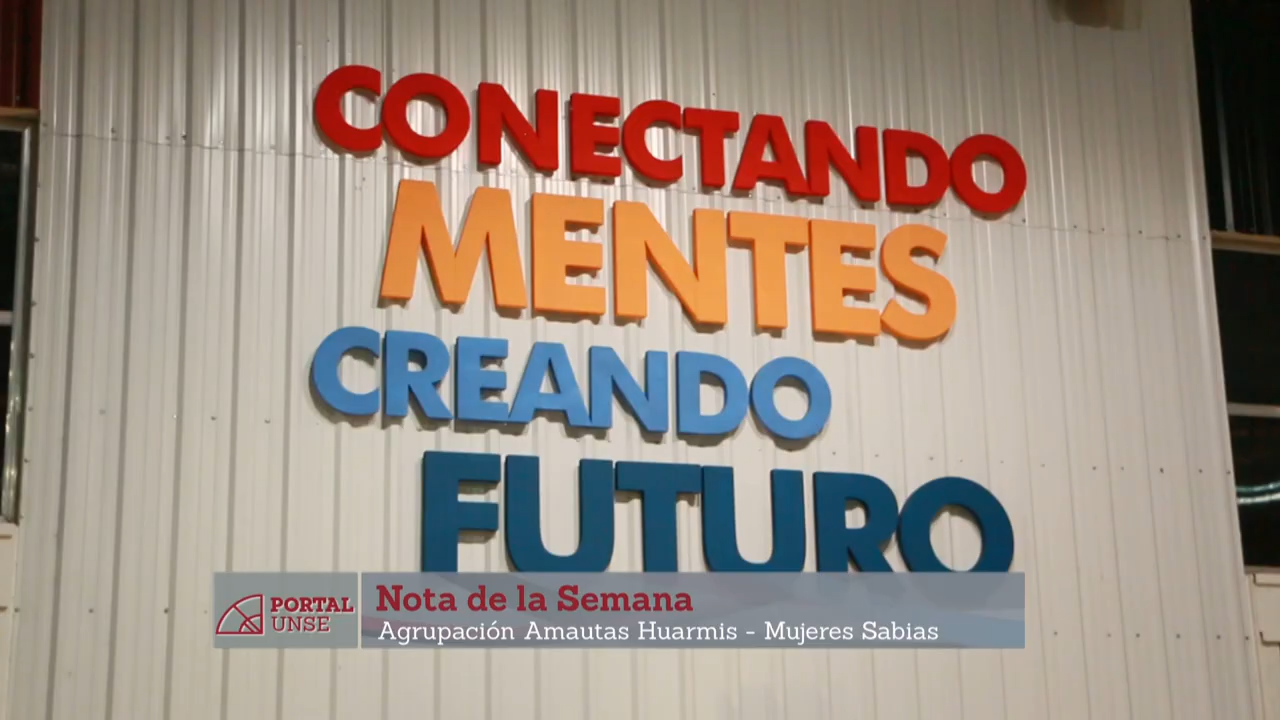 CONECTANDO
MENTES
CREANDO
FUTURO
PORTAL
UNSE
Nota de la Semana
Agrupación Amautas Huarmis - Mujeres Sabias